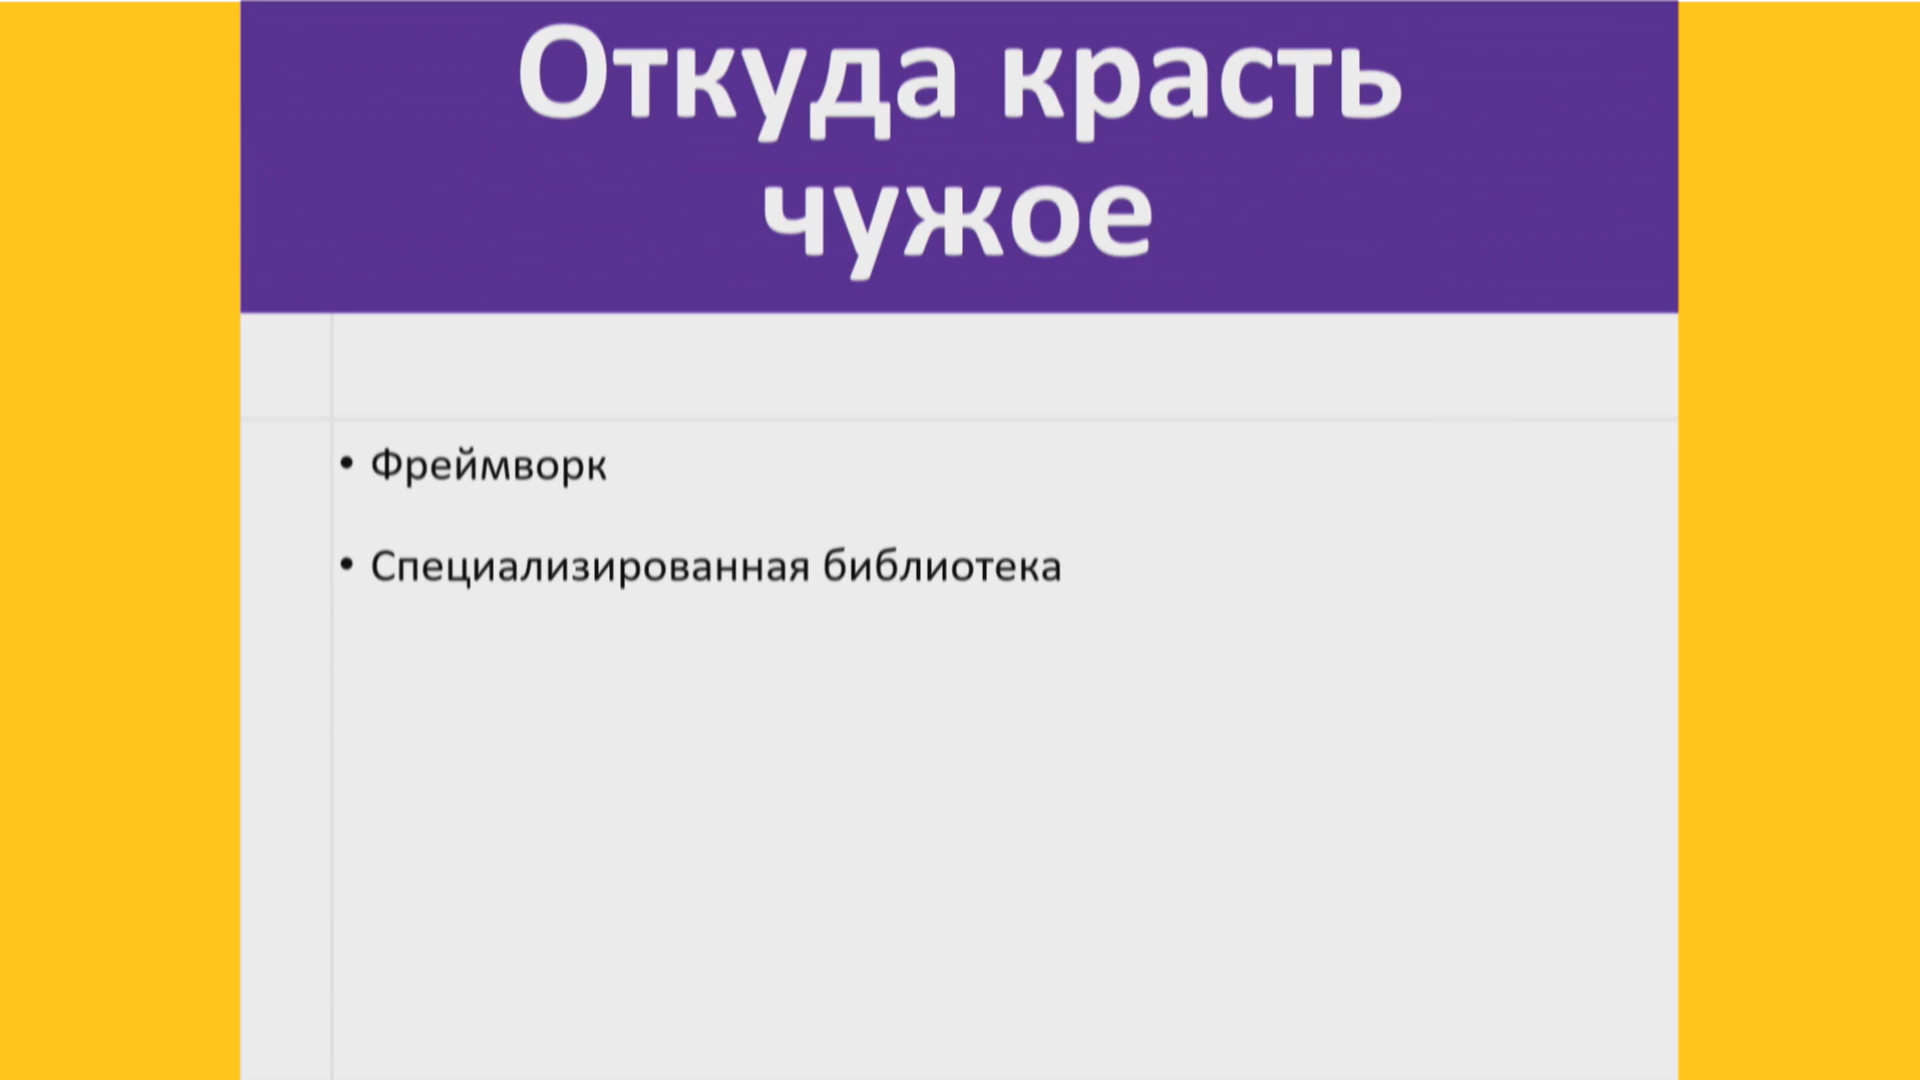 Откуда красть
чужое
• Фреймворк
• Специализированная библиотека